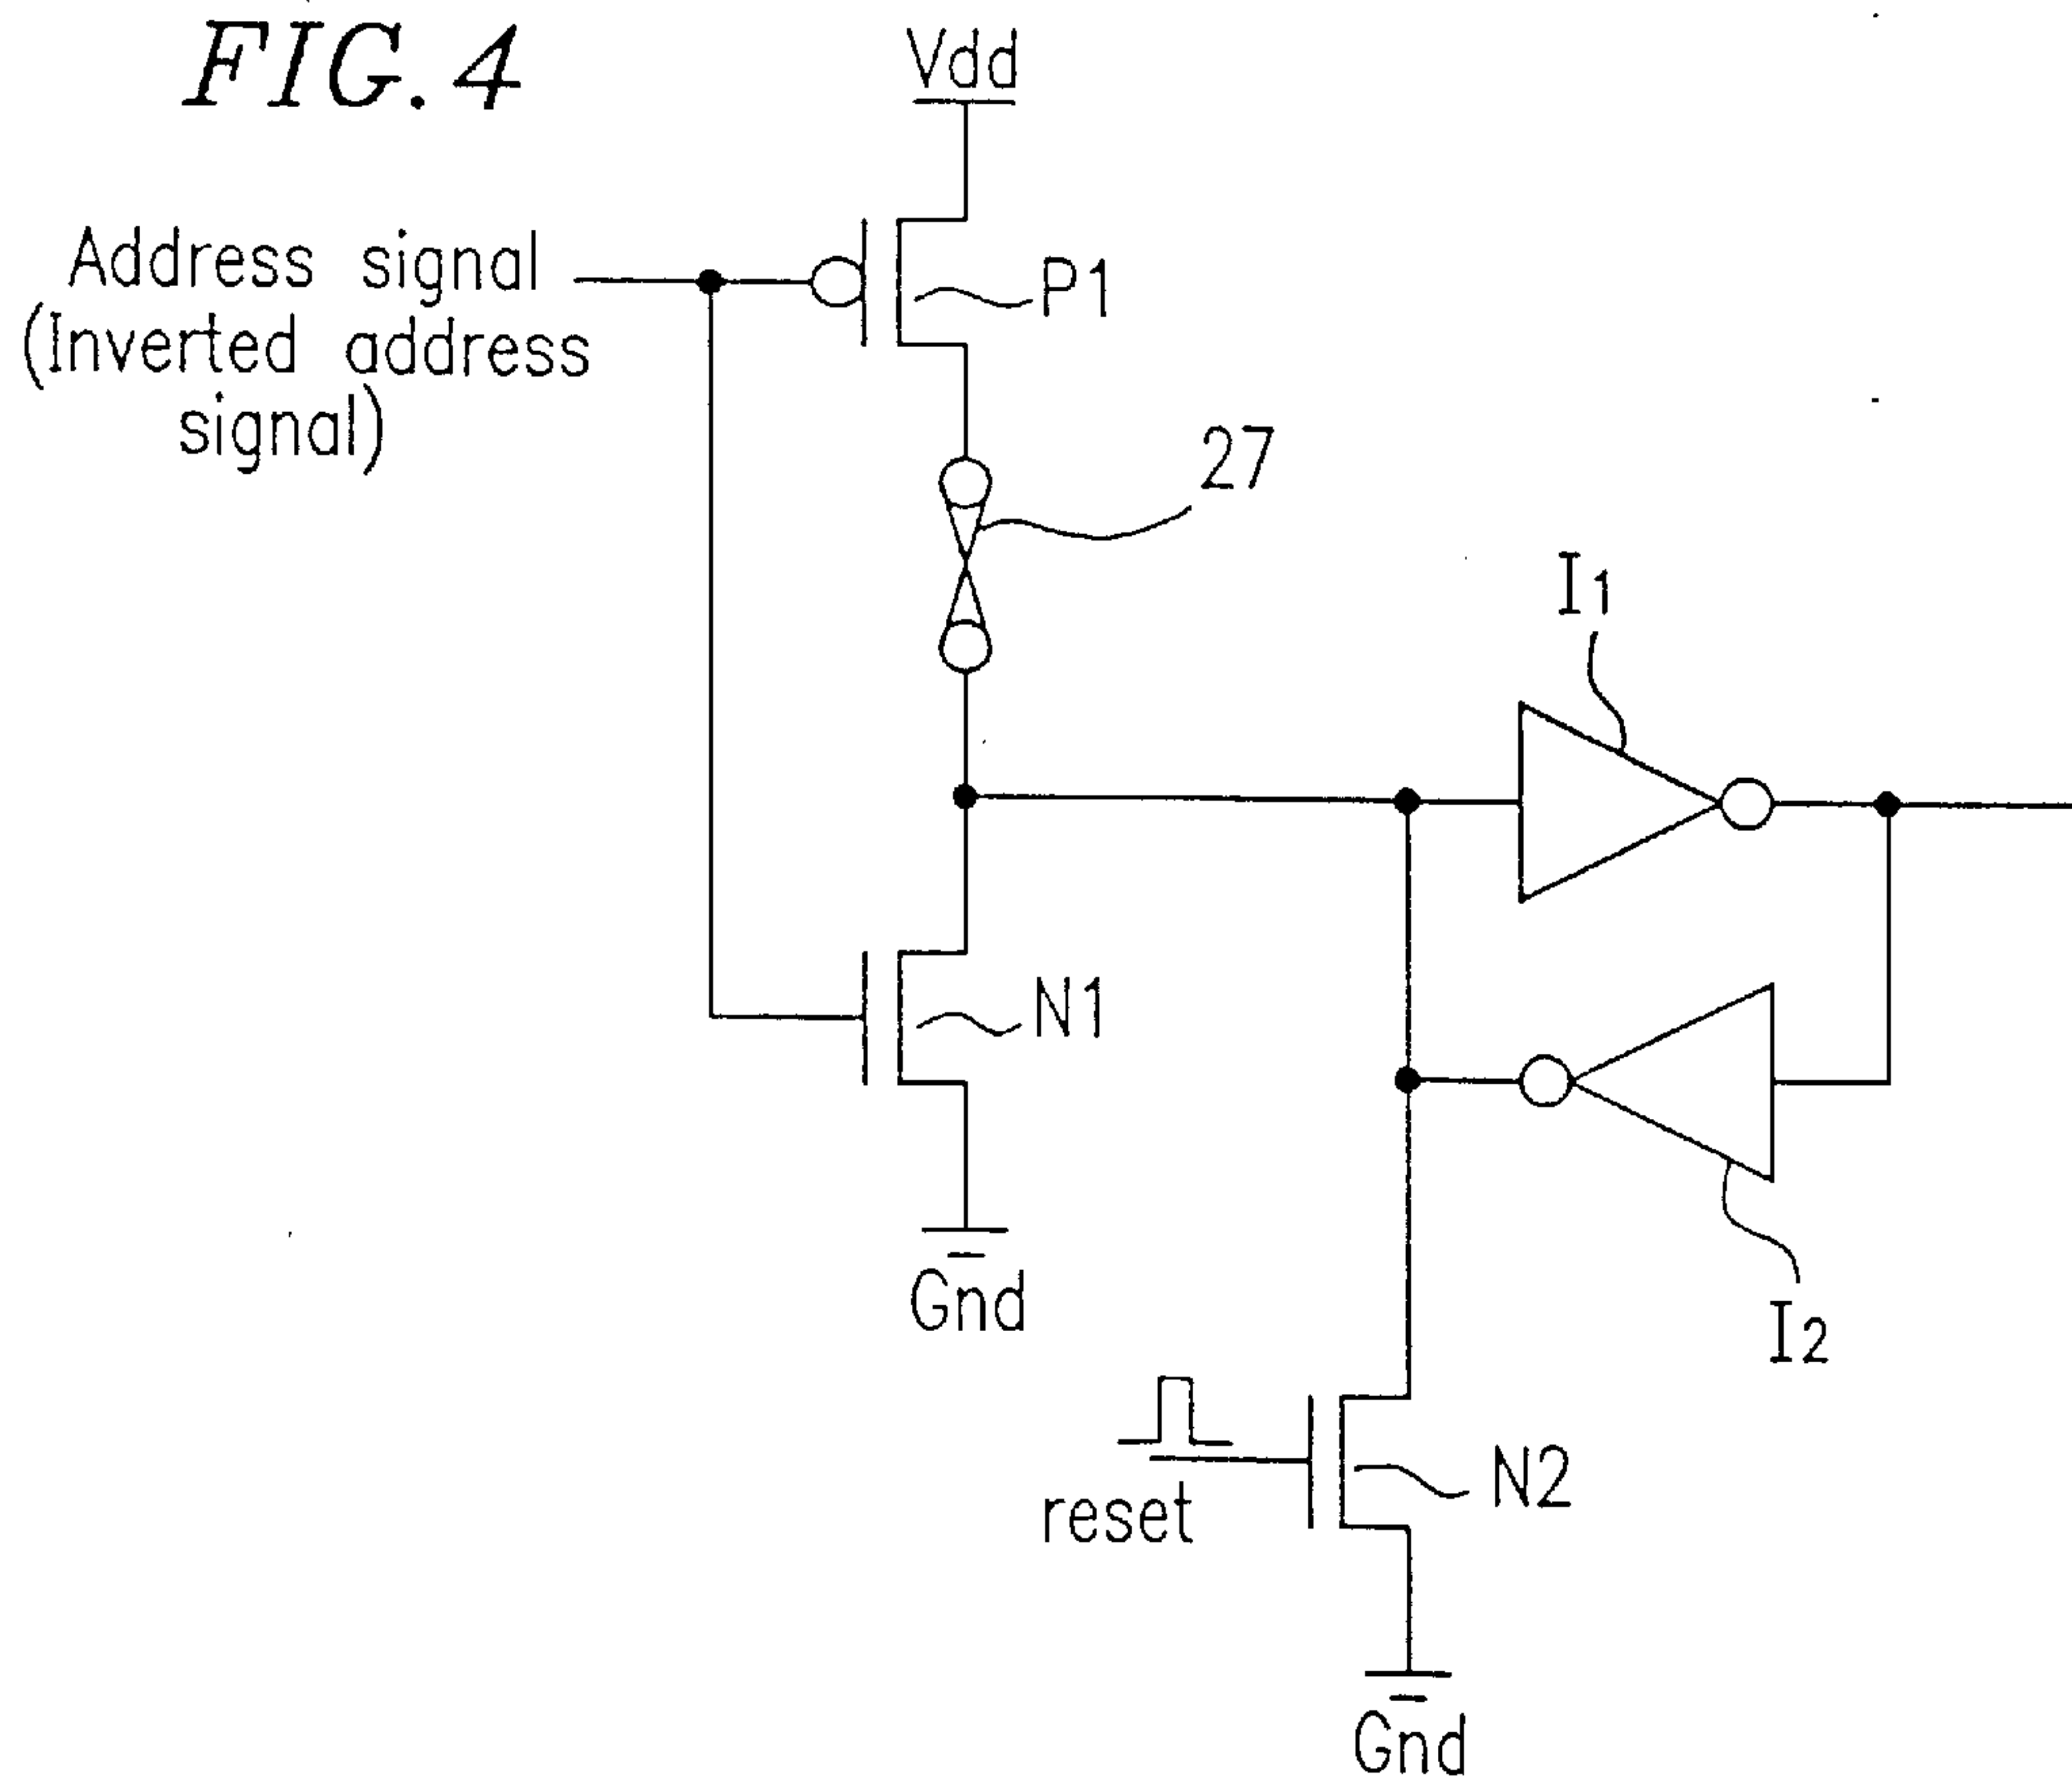 FIG. 4
Vdd
Address signal
(Inverted address
signal)
P1
27
I1
N1
Gnd
I2
reset
N2
Gnd